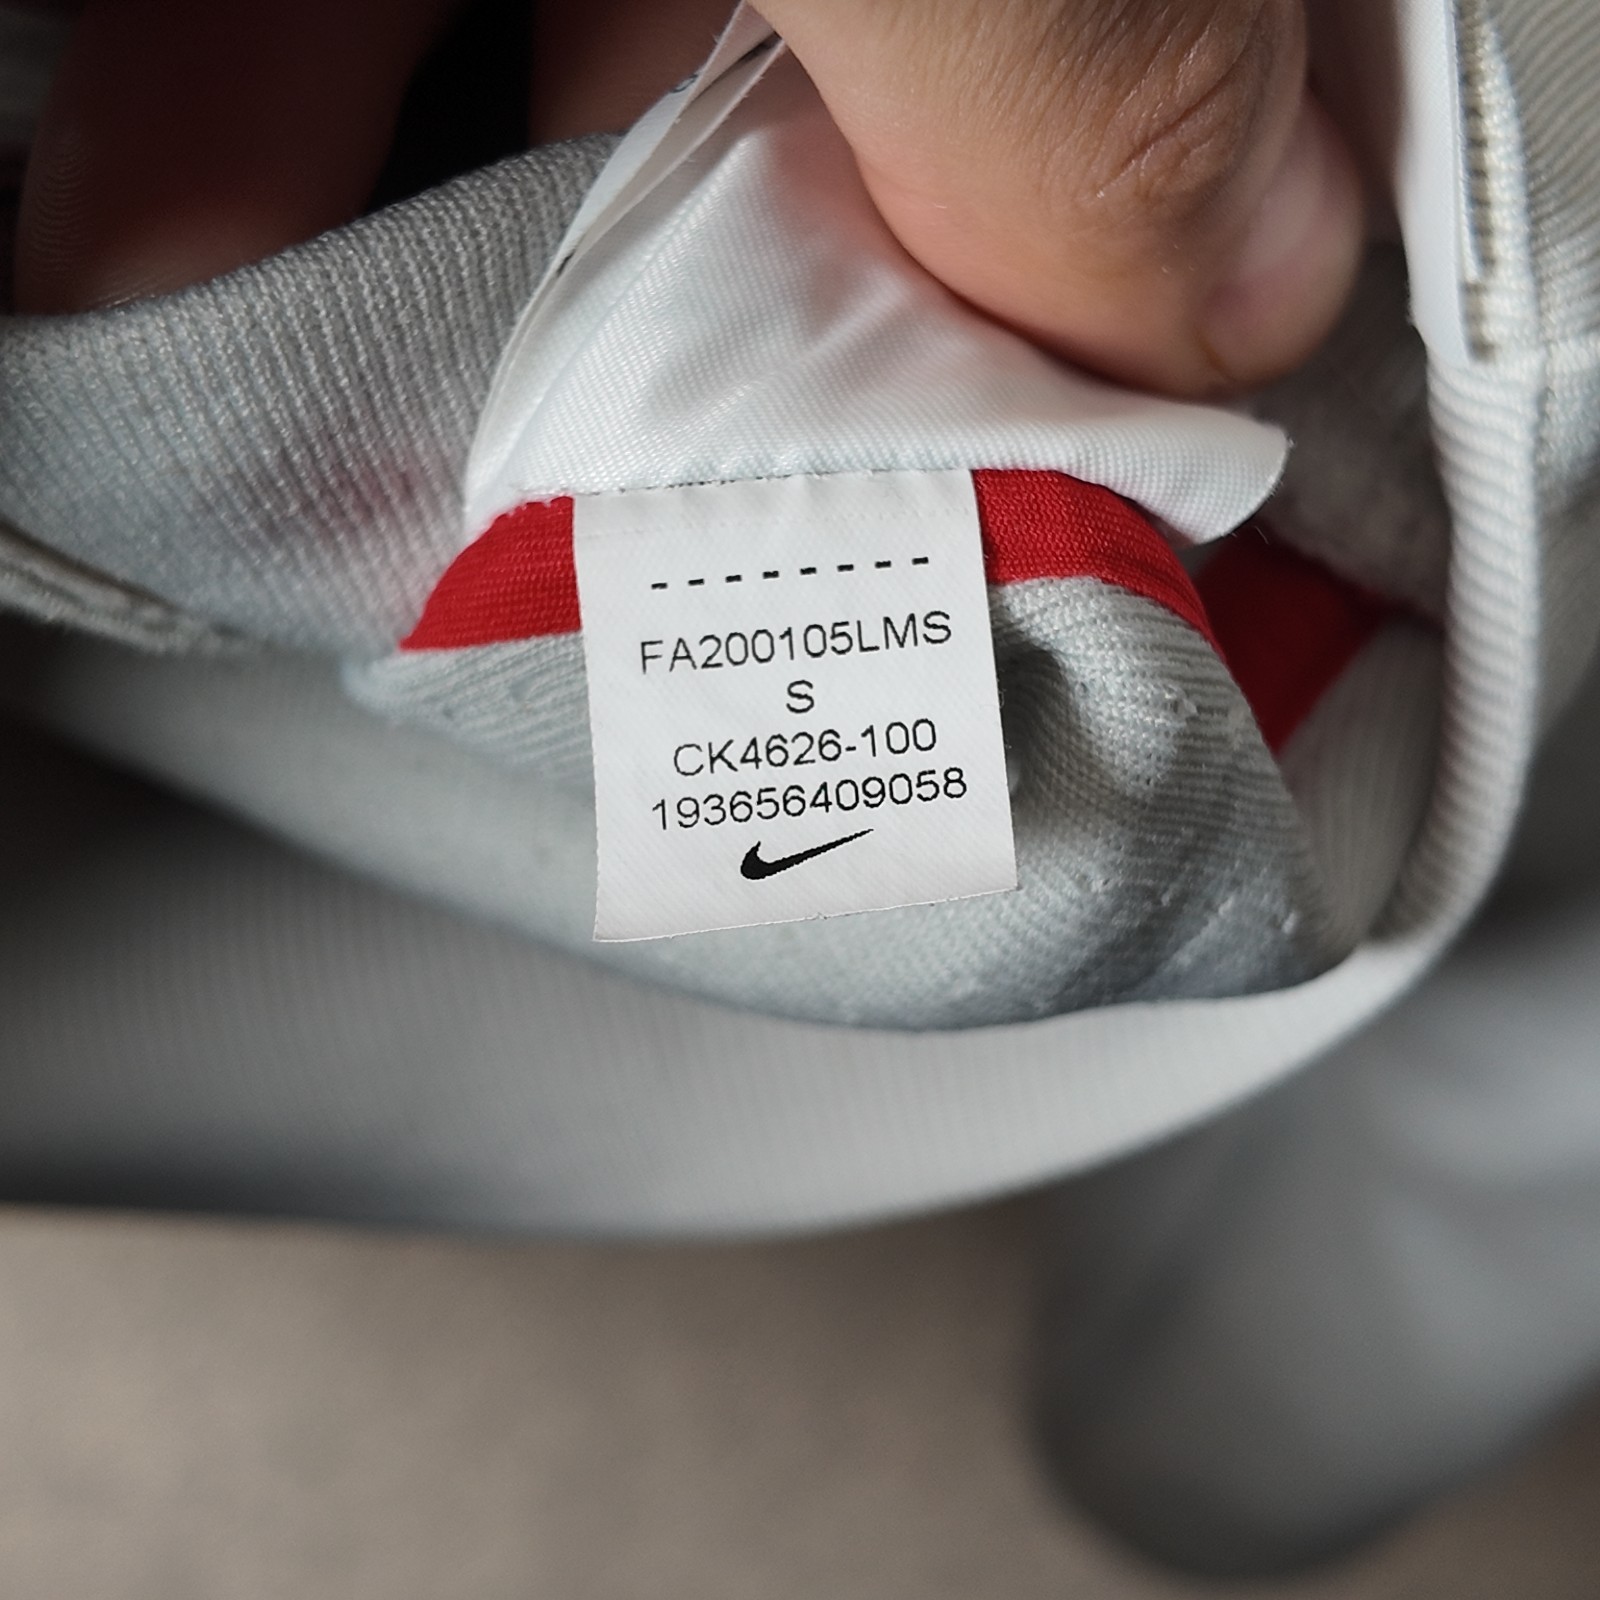 --------
FA200105LMS
S
CK4626-100
193656409058